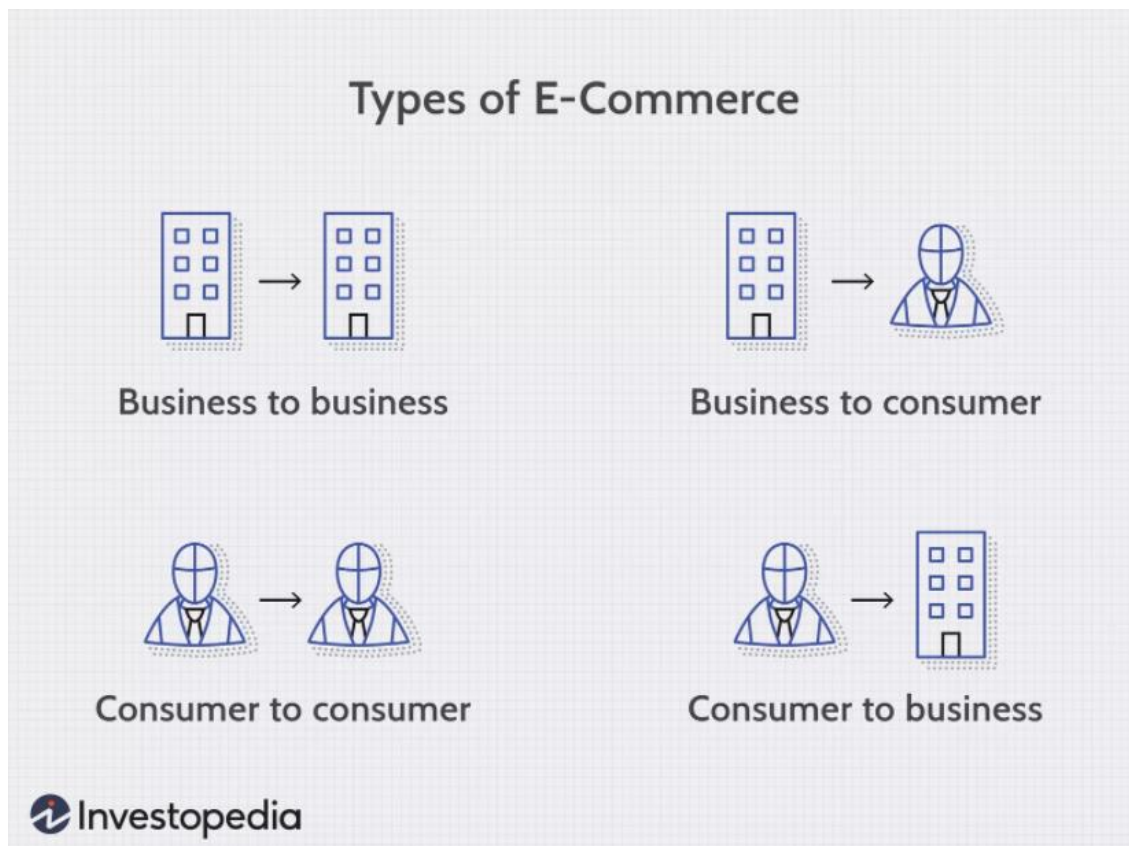 Types of E-Commerce
Business to business
Business to consumer
Consumer to consumer
Consumer to business
Investopedia